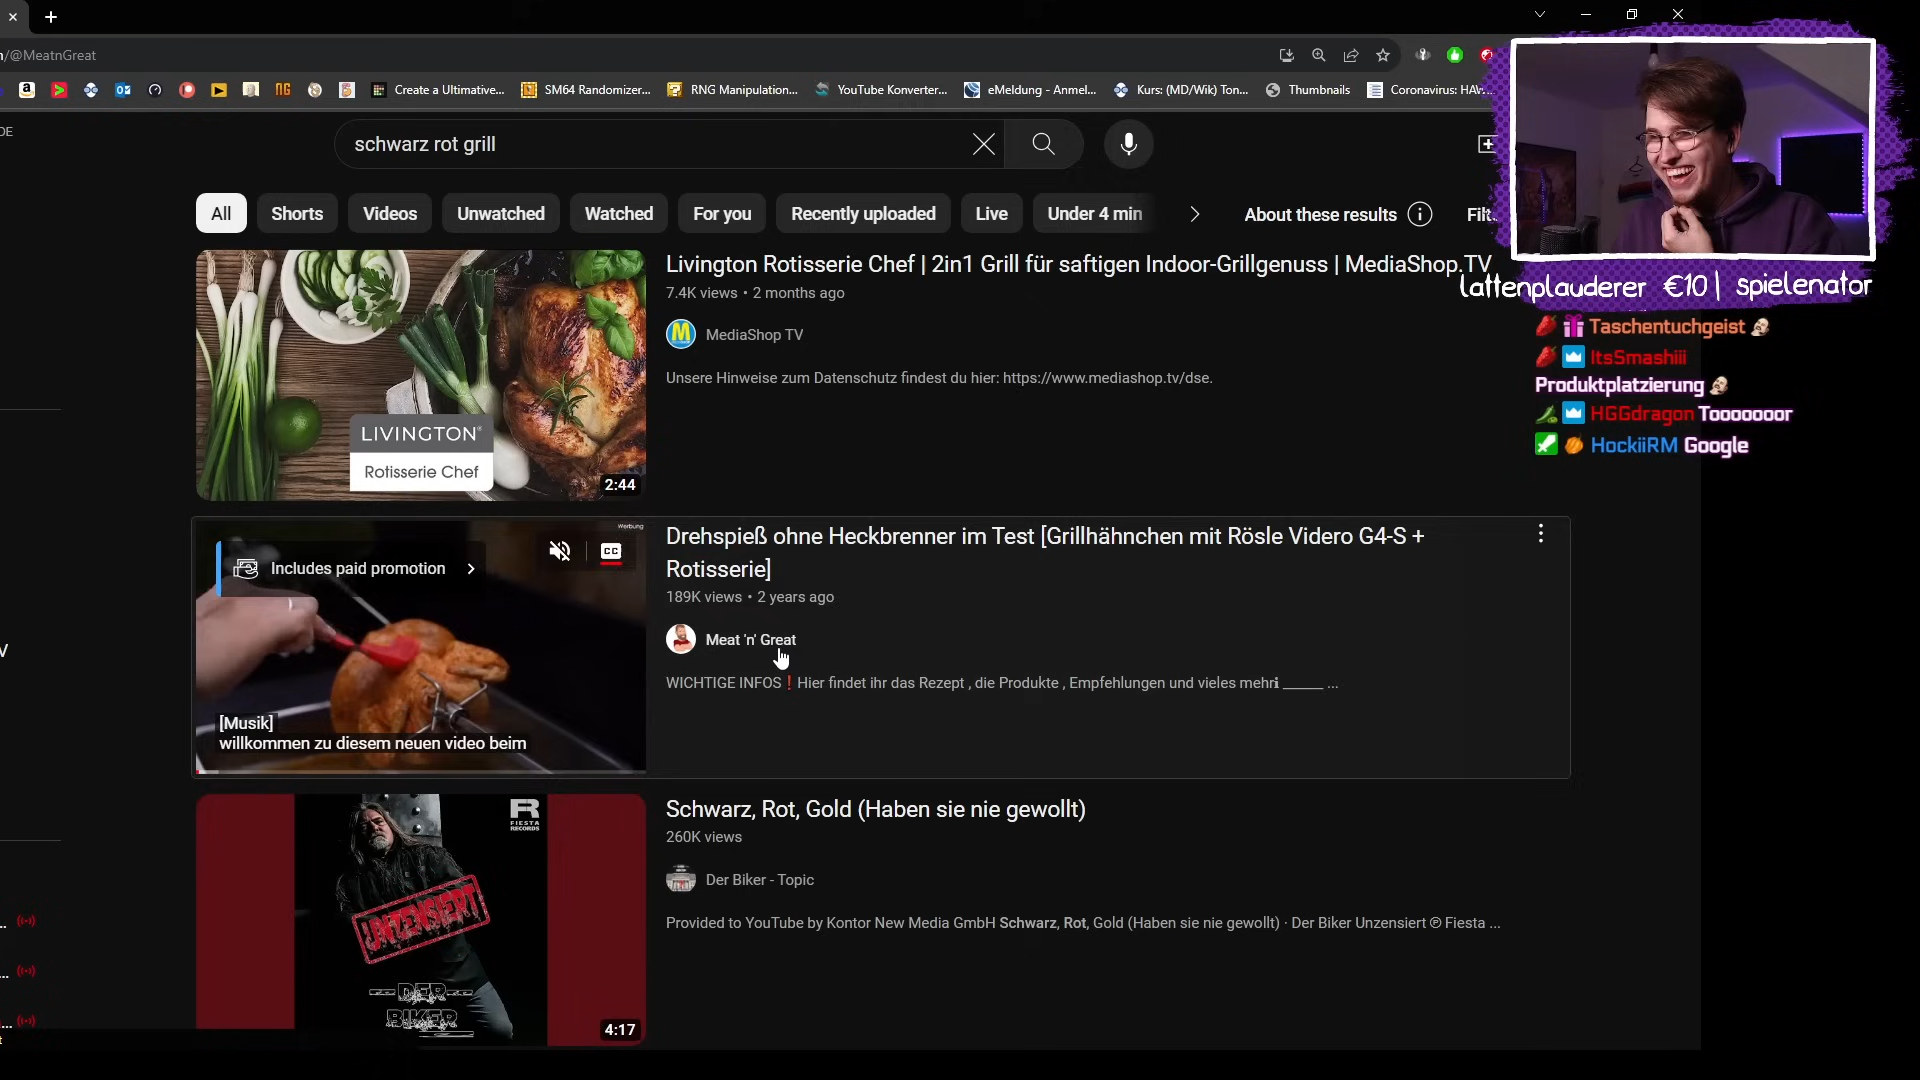 /@MeatnGreat
Create a Ultimative...
SM64 Randomizer...
RNG Manipulation...
YouTube Konverter...
eMeldung - Anmel...
Kurs: (MD/Wik) Ton...
Thumbnails
Coronavirus: HAW...
DE
schwarz rot grill
All
Shorts
Videos
Unwatched
Watched
For you
Recently uploaded
Live
Under 4 min
About these results
Filt
Livington Rotisserie Chef | 2in1 Grill für saftigen Indoor-Grillgenuss | MediaShop.TV
7.4K views • 2 months ago
MediaShop TV
Unsere Hinweise zum Datenschutz findest du hier: https://www.mediashop.tv/dse.
LIVINGTON®
Rotisserie Chef
2:44
lattenplauderer €10 | spielenator
Taschentuchgeist
ItsSmashiii
Produktplatzierung
HGGdragon Tooooooor
HockiiRM Google
Werbung
Includes paid promotion
CC
[Musik]
willkommen zu diesem neuen video beim
Drehspieß ohne Heckbrenner im Test [Grillhähnchen mit Rösle Videro G4-S +
Rotisserie]
189K views • 2 years ago
Meat 'n' Great
WICHTIGE INFOS❗Hier findet ihr das Rezept , die Produkte , Empfehlungen und vieles mehrℹ _____ ...
FIESTA
RECORDS
UNZENSIERT
DER
BIKER
4:17
Schwarz, Rot, Gold (Haben sie nie gewollt)
260K views
Der Biker - Topic
Provided to YouTube by Kontor New Media GmbH Schwarz, Rot, Gold (Haben sie nie gewollt) · Der Biker Unzensiert ℗ Fiesta ...